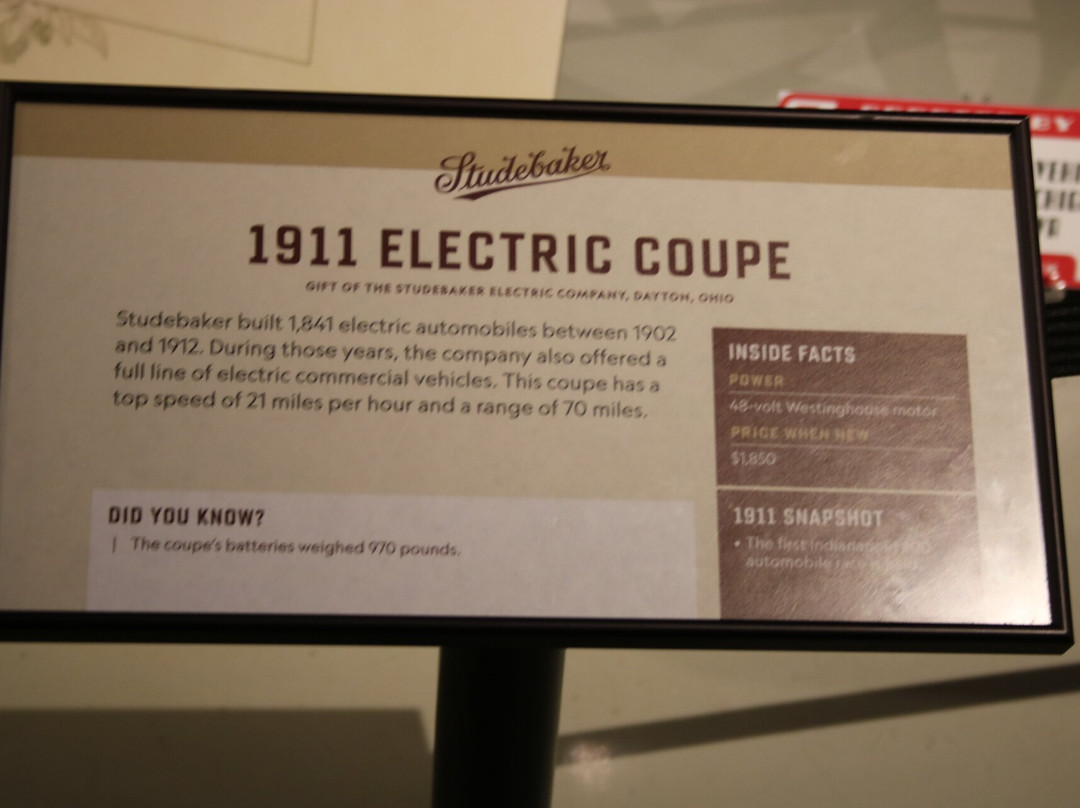 Studebaker
1911 ELECTRIC COUPE
GIFT OF THE STUDEBAKER ELECTRIC COMPANY, DAYTON, OHIO
Studebaker built 1,841 electric automobiles between 1902
and 1912. During those years, the company also offered a
full line of electric commercial vehicles. This coupe has a
top speed of 21 miles per hour and a range of 70 miles.
INSIDE FACTS
POWER
48-volt Westinghouse motor
PRICE WHEN NEW
$1,850
DID YOU KNOW?
| The coupe's batteries weighed 970 pounds.
1911 SNAPSHOT
• The first Indianapolis 500
automobile race is
BY